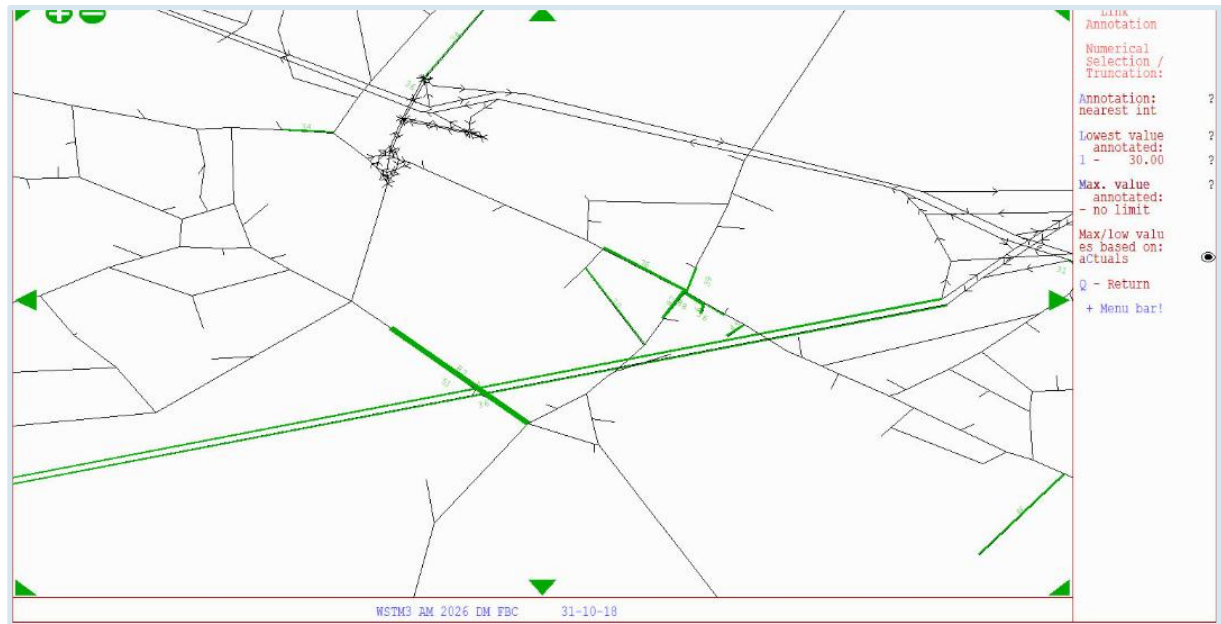 Link
Annotation
Numerical
Selection /
Truncation:
Annotation: ?
nearest int
Lowest value ?
annotated:
1 - 30.00 ?
Max. value ?
annotated:
- no limit
Max/low valu
es based on:
aCtuals
Q - Return
+ Menu bar!
WSTM3 AM 2026 DM FBC 31-10-18